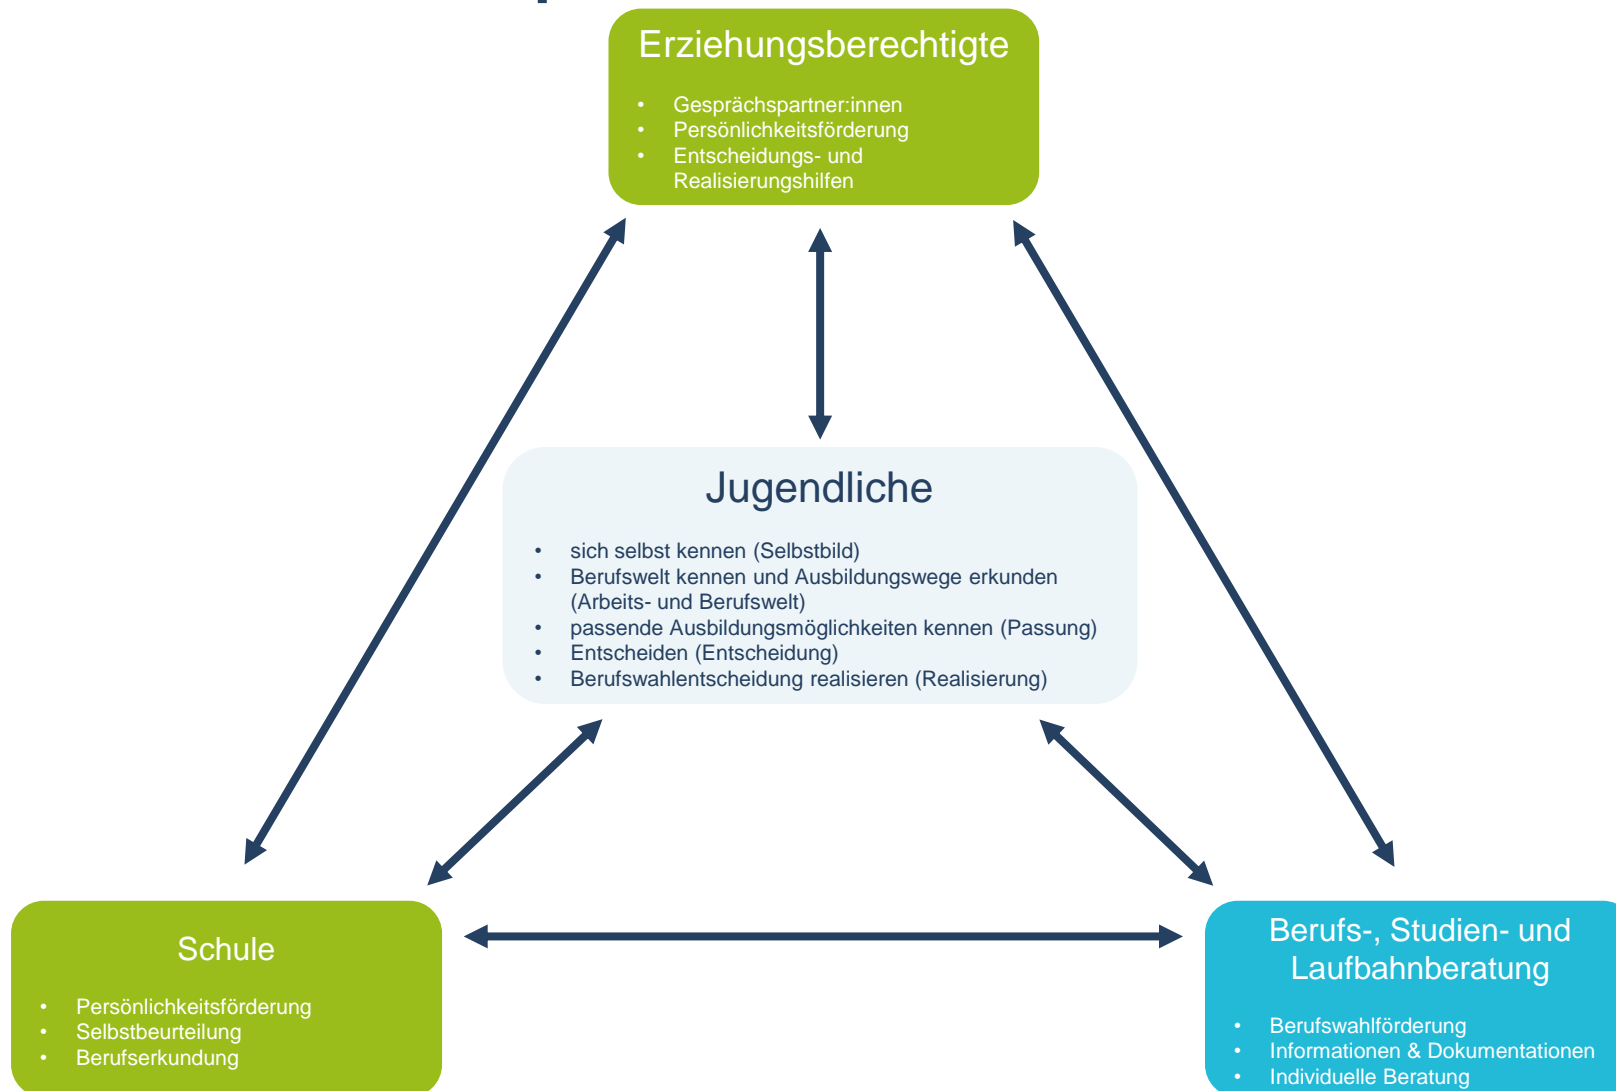 Erziehungsberechtigte
• Gesprächspartner:innen
• Persönlichkeitsförderung
• Entscheidungs- und
Realisierungshilfen
Jugendliche
• sich selbst kennen (Selbstbild)
• Berufswelt kennen und Ausbildungswege erkunden
(Arbeits- und Berufswelt)
• passende Ausbildungsmöglichkeiten kennen (Passung)
• Entscheiden (Entscheidung)
• Berufswahlentscheidung realisieren (Realisierung)
Schule
• Persönlichkeitsförderung
• Selbstbeurteilung
• Berufserkundung
Berufs-, Studien- und
Laufbahnberatung
• Berufswahlförderung
• Informationen & Dokumentationen
• Individuelle Beratung